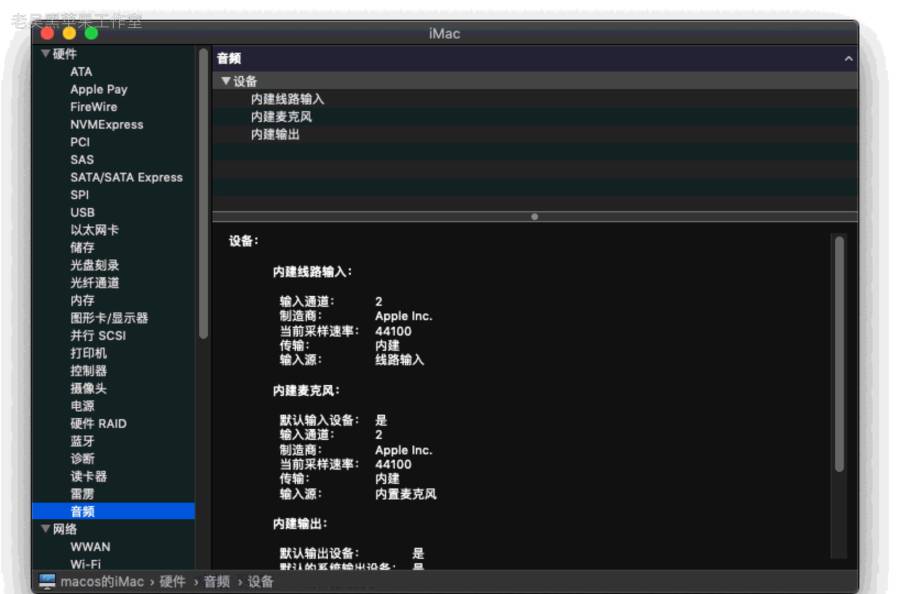 老吴黑苹果工作室
iMac
硬件
ATA
Apple Pay
FireWire
NVMExpress
PCI
SAS
SATA/SATA Express
SPI
USB
以太网卡
储存
光盘刻录
光纤通道
内存
图形卡/显示器
并行 SCSI
打印机
控制器
摄像头
电源
硬件 RAID
蓝牙
诊断
读卡器
雷雳
音频
网络
WWAN
Wi-Fi
音频
设备
内建线路输入
内建麦克风
内建输出
设备：
内建线路输入：
输入通道： 2
制造商： Apple Inc.
当前采样速率： 44100
传输： 内建
输入源： 线路输入
内建麦克风：
默认输入设备： 是
输入通道： 2
制造商： Apple Inc.
当前采样速率： 44100
传输： 内建
输入源： 内置麦克风
内建输出：
默认输出设备： 是
默认的系统输出设备： 是
macos的iMac › 硬件 › 音频 › 设备